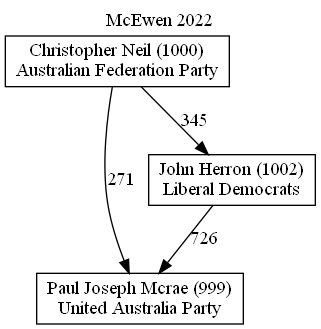 McEwen 2022
Christopher Neil (1000)
Australian Federation Party
345
John Herron (1002)
Liberal Democrats
271
726
Paul Joseph Mcrae (999)
United Australia Party